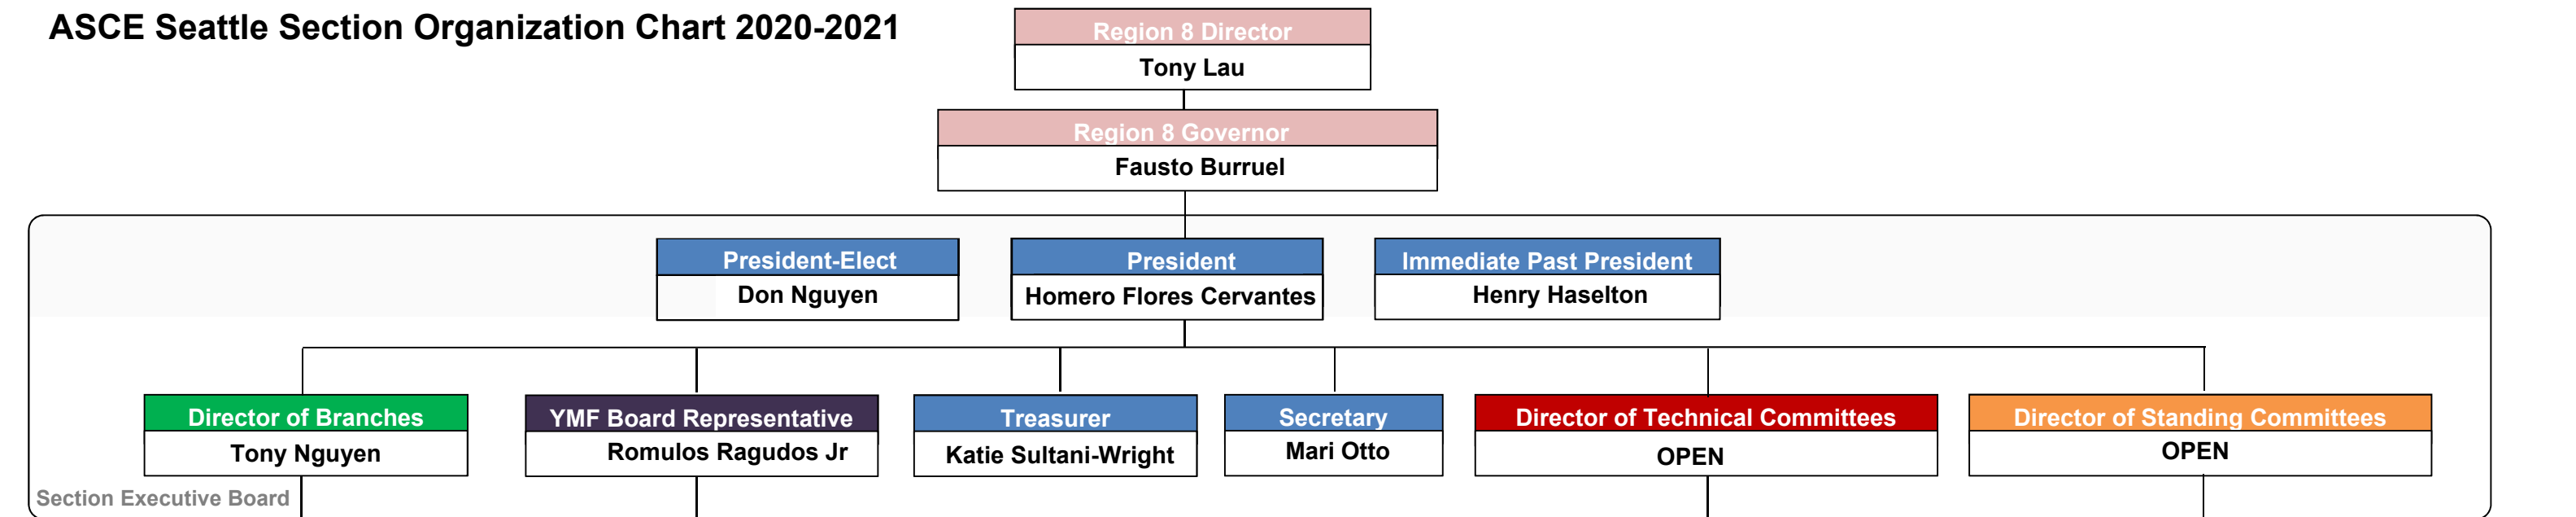 ASCE Seattle Section Organization Chart 2020-2021
Region 8 Director
Tony Lau
Region 8 Governor
Fausto Burruel
President-Elect
Don Nguyen
President
Homero Flores Cervantes
Immediate Past President
Henry Haselton
Director of Branches
Tony Nguyen
YMF Board Representative
Romulos Ragudos Jr
Treasurer
Katie Sultani-Wright
Secretary
Mari Otto
Director of Technical Committees
OPEN
Director of Standing Committees
OPEN
Section Executive Board